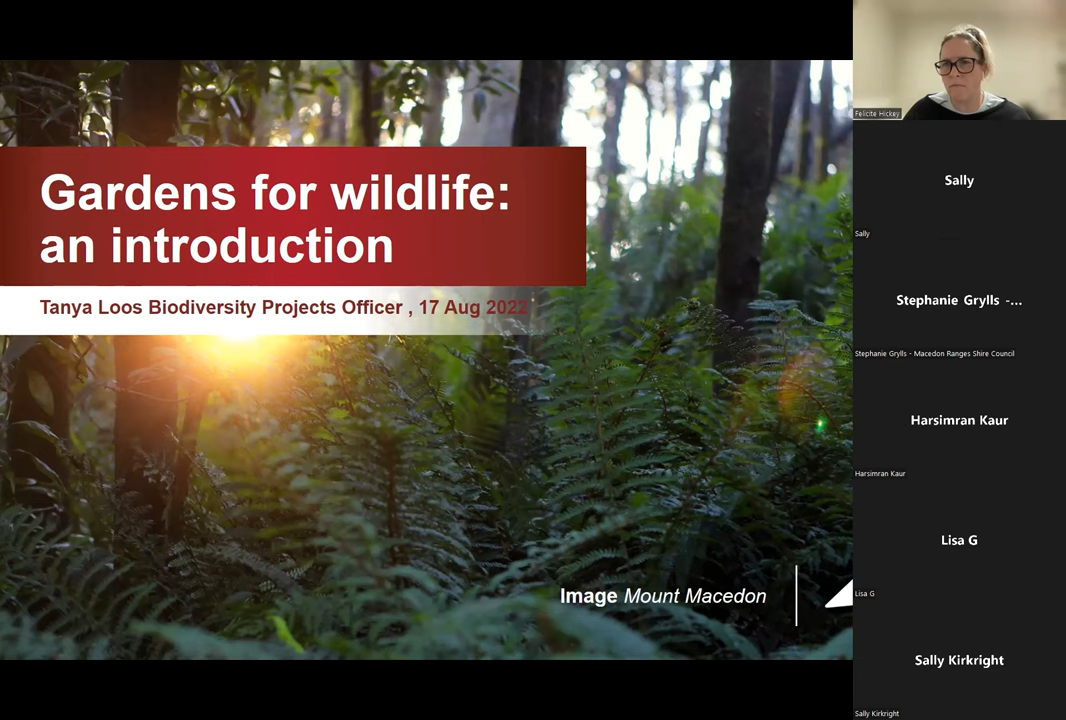 Gardens for wildlife:
an introduction
Tanya Loos Biodiversity Projects Officer , 17 Aug 2022
Image Mount Macedon
Felicite Hickey
Sally
Sally
Stephanie Grylls -...
Stephanie Grylls - Macedon Ranges Shire Council
Harsimran Kaur
Harsimran Kaur
Lisa G
Lisa G
Sally Kirkright
Sally Kirkright